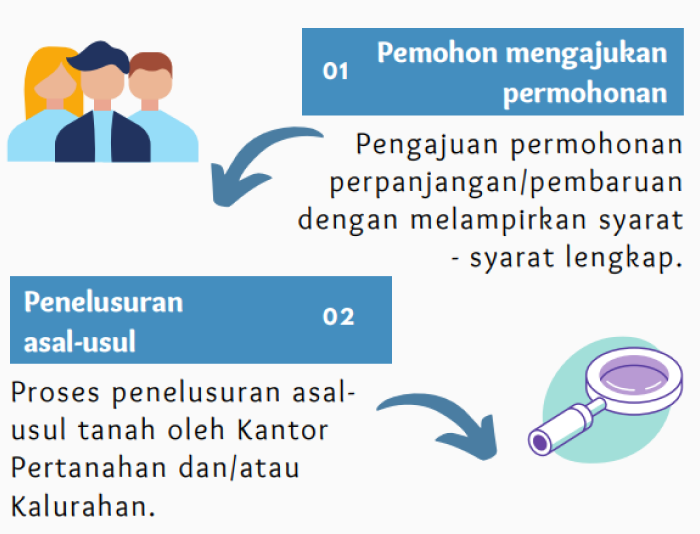 01 Pemohon mengajukan
permohonan
Pengajuan permohonan
perpanjangan/pembaruan
dengan melampirkan syarat
- syarat lengkap.
Penelusuran
asal-usul
02
Proses penelusuran asal-
usul tanah oleh Kantor
Pertanahan dan/atau
Kalurahan.